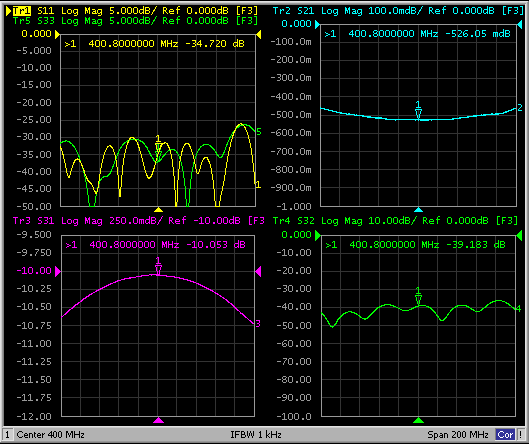 Tr1 S11 Log Mag 5.000dB/ Ref 0.000dB [F3]
Tr5 S33 Log Mag 5.000dB/ Ref 0.000dB [F3]
0.000
-5.000
-10.00
-15.00
-20.00
-25.00
-30.00
-35.00
-40.00
-45.00
-50.00
>1 400.8000000 MHz -34.720 dB
1
5
1
Tr2 S21 Log Mag 100.0mdB/ Ref 0.000dB [F3]
0.000
-100.0m
-200.0m
-300.0m
-400.0m
-500.0m
-600.0m
-700.0m
-800.0m
-900.0m
-1.000
>1 400.8000000 MHz -526.05 mdB
1
2
Tr3 S31 Log Mag 250.0mdB/ Ref -10.00dB [F3
-9.500
-9.750
-10.00
-10.25
-10.50
-10.75
-11.00
-11.25
-11.50
-11.75
-12.00
>1 400.8000000 MHz -10.053 dB
1
3
Tr4 S32 Log Mag 10.00dB/ Ref 0.000dB [F3]
0.000
-10.00
-20.00
-30.00
-40.00
-50.00
-60.00
-70.00
-80.00
-90.00
-100.0
>1 400.8000000 MHz -39.183 dB
1
4
1 Center 400 MHz IFBW 1 kHz Span 200 MHz Cor !